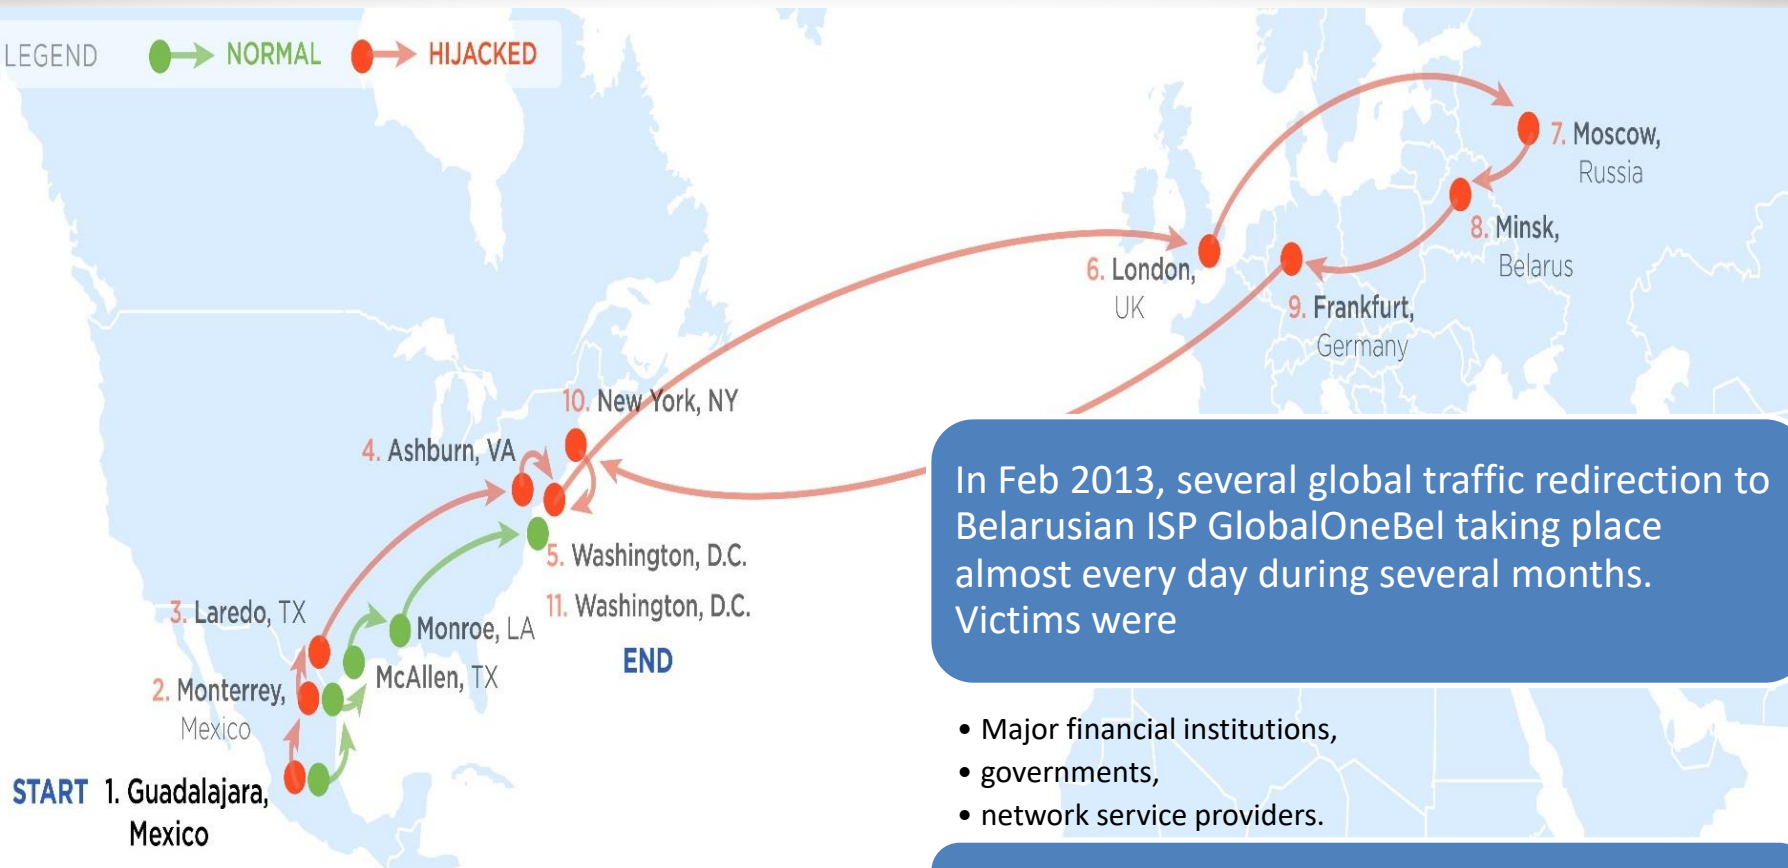 LEGEND
NORMAL
HIJACKED
7. Moscow,
Russia
8. Minsk,
Belarus
6. London,
UK
9. Frankfurt,
Germany
10. New York, NY
4. Ashburn, VA
5. Washington, D.C.
11. Washington, D.C.
END
3. Laredo, TX
Monroe, LA
McAllen, TX
2. Monterrey,
Mexico
START 1. Guadalajara,
Mexico
In Feb 2013, several global traffic redirection to
Belarusian ISP GlobalOneBel taking place
almost every day during several months.
Victims were
• Major financial institutions,
• governments,
• network service providers.